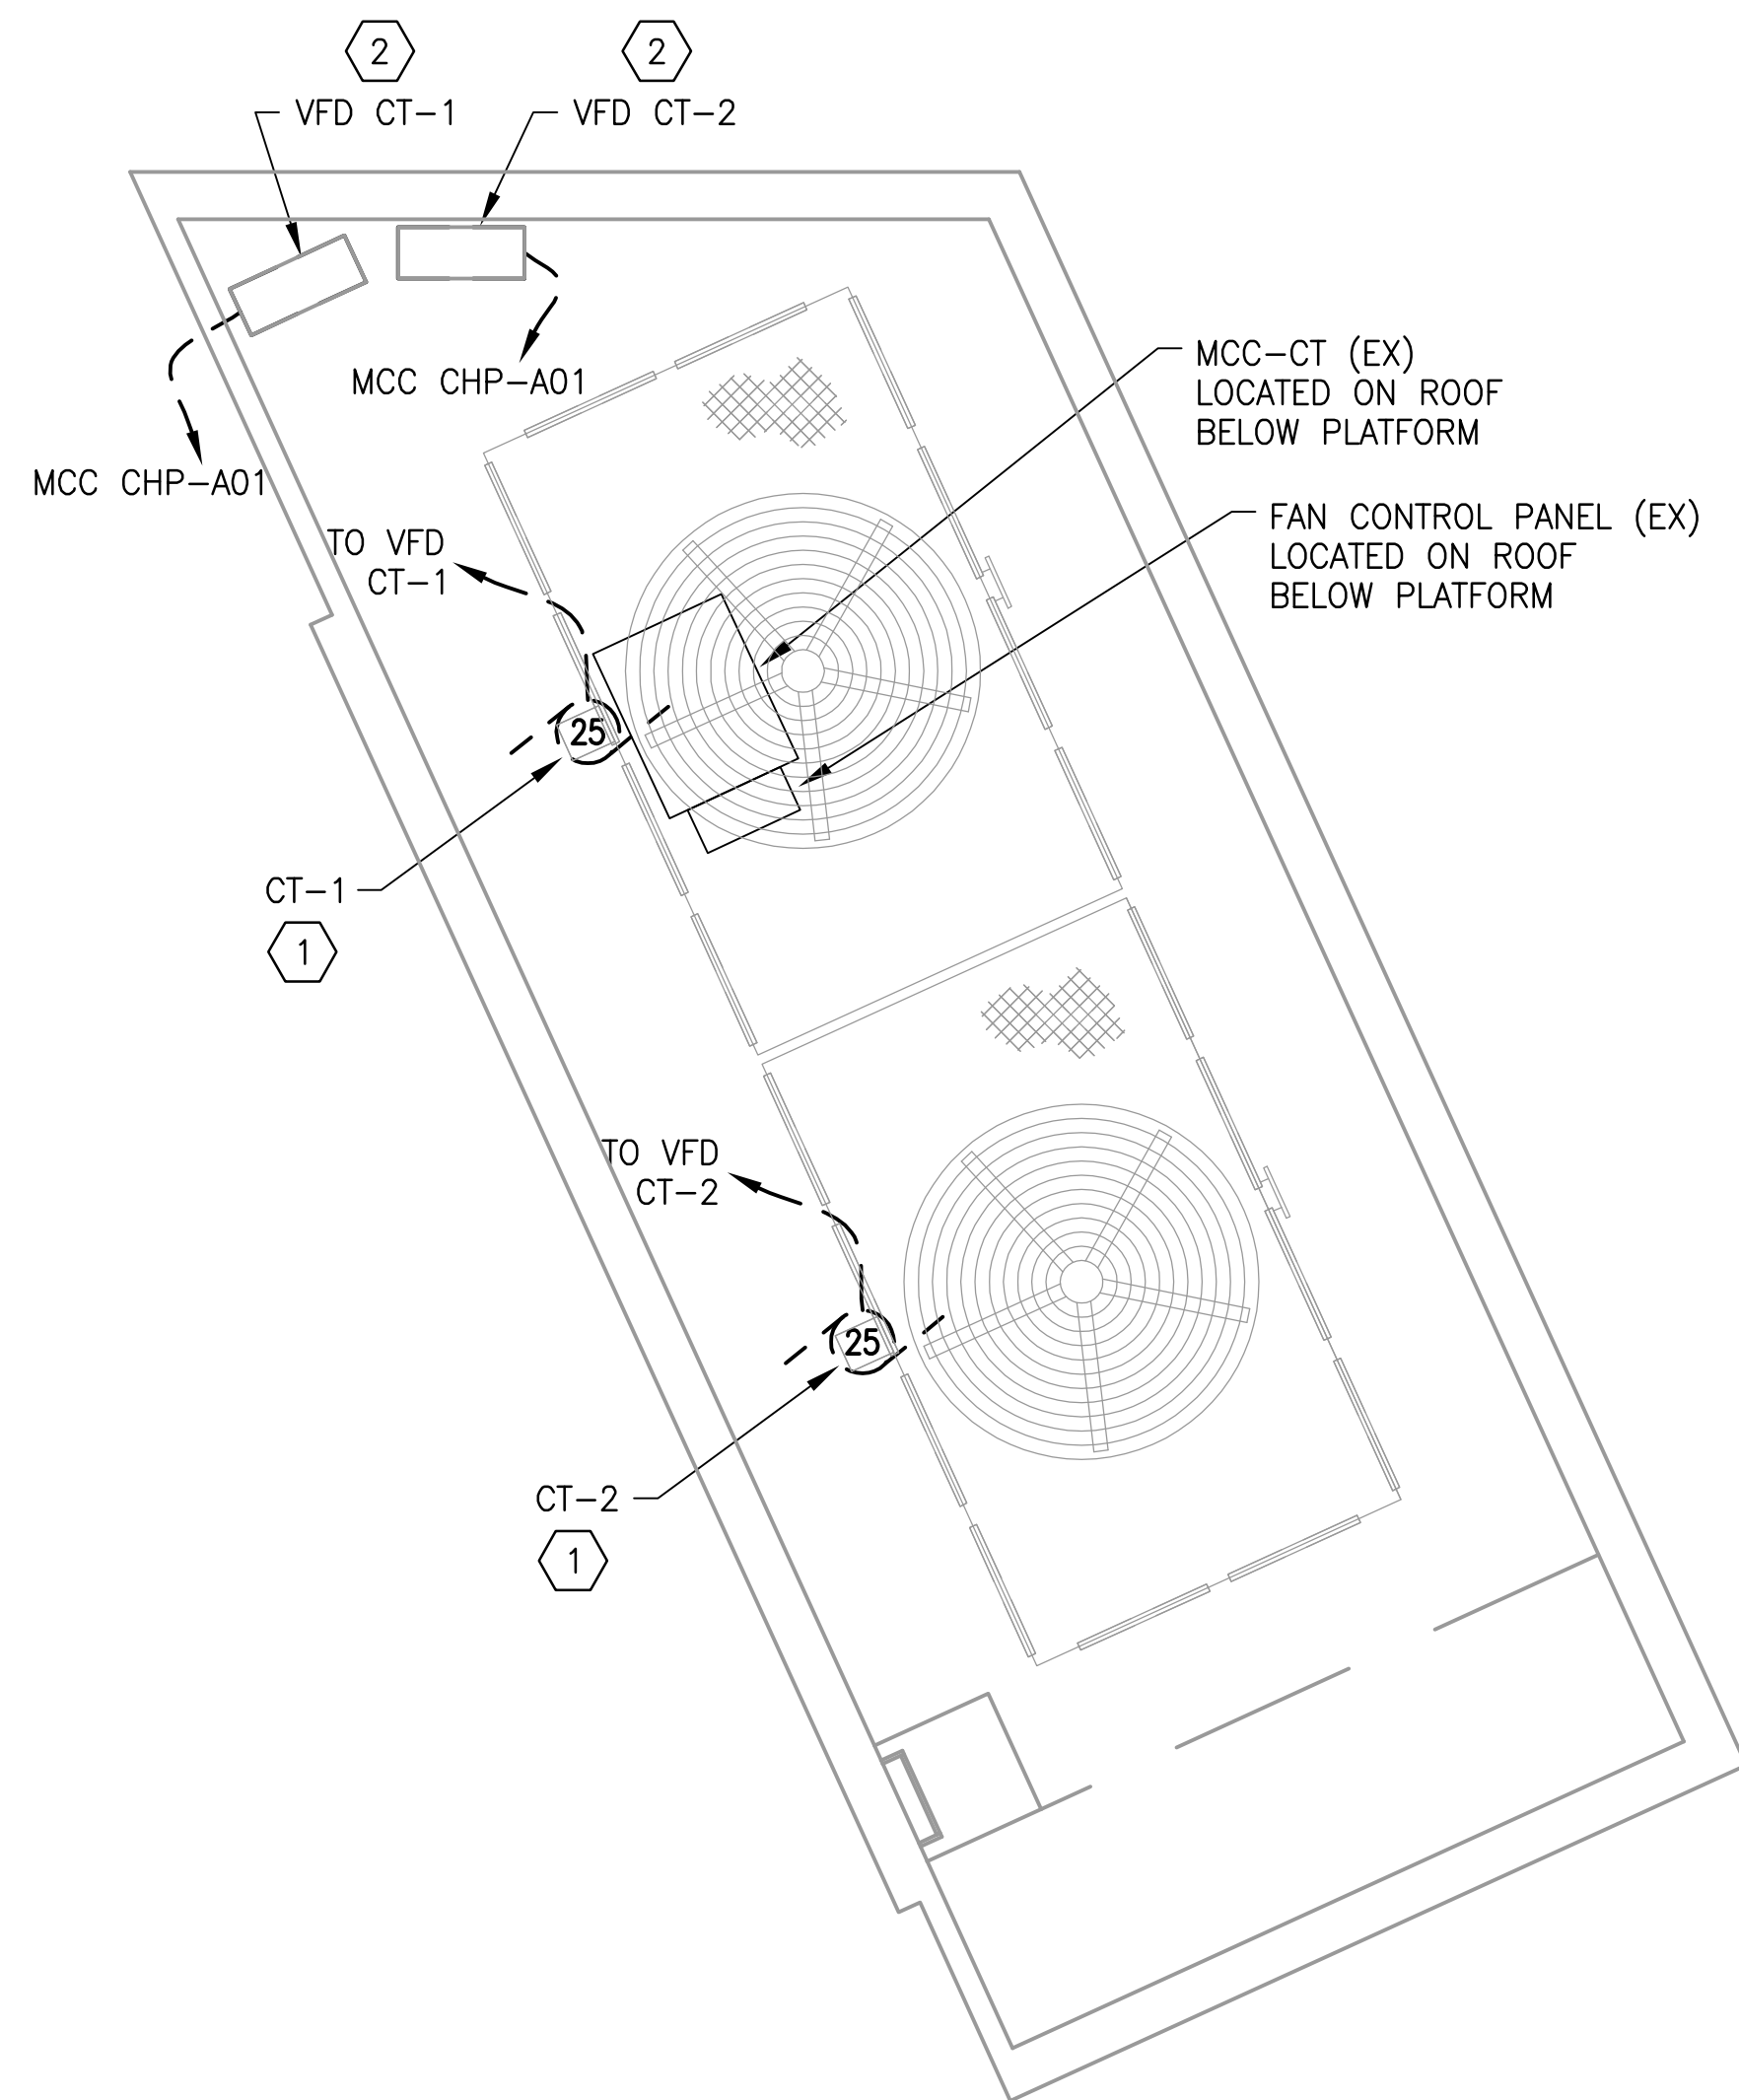 2
2
VFD CT-1
VFD CT-2
MCC CHP-A01
MCC CHP-A01
MCC-CT (EX)
LOCATED ON ROOF
BELOW PLATFORM
FAN CONTROL PANEL (EX)
LOCATED ON ROOF
BELOW PLATFORM
TO VFD
CT-1
25
CT-1
1
TO VFD
CT-2
25
CT-2
1